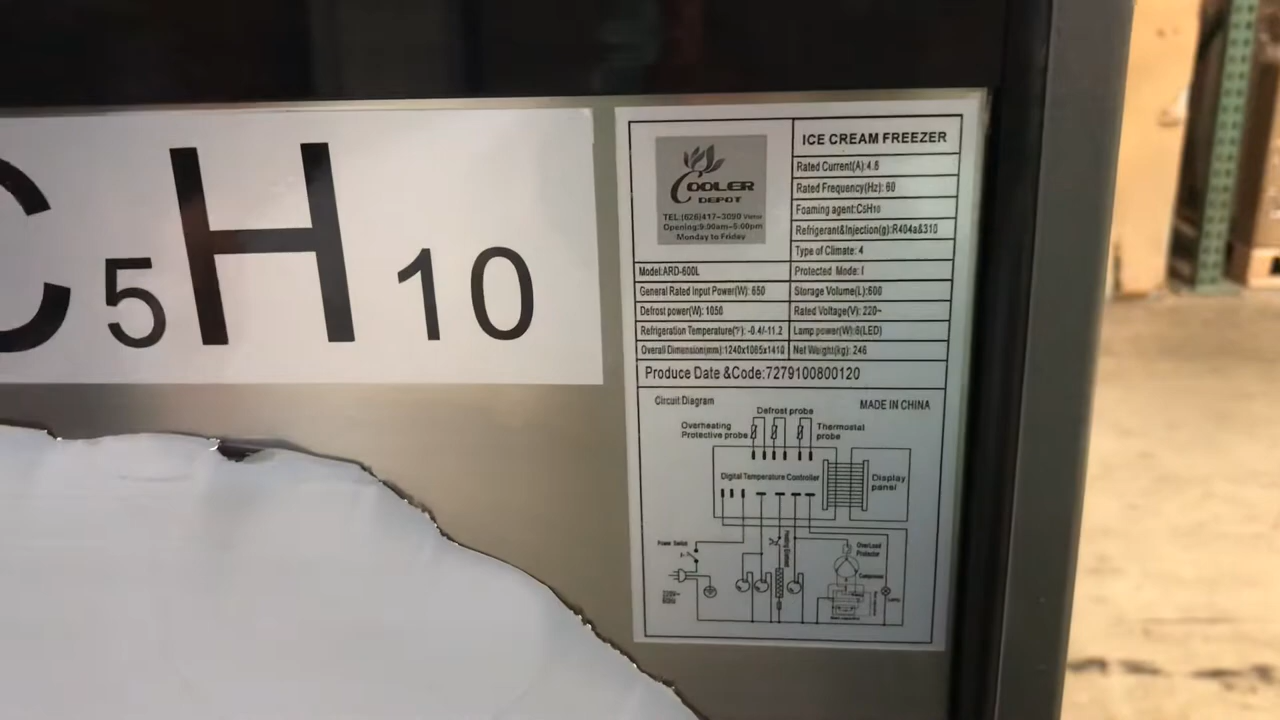 C5H10
COOLER
DEPOT
TEL:(626)417-3090
Opening:9:00am-5:00pm
Monday to Friday
ICE CREAM FREEZER
Rated Current(A):4.6
Rated Frequency(Hz): 60
Foaming agent:C5H10
Refrigerant&Injection(g):R404a&310
Type of Climate: 4
Model:ARD-600L
Protected Mode: I
General Rated Input Power(W): 650
Storage Volume(L):600
Defrost power(W): 1050
Rated Voltage(V): 220~
Refrigeration Temperature(℉): -0.4/-11.2
Lamp power(W):6(LED)
Overall Dimension(mm):1240x1065x1410
Net Weight(kg): 246
Produce Date &Code:7279100800120
Circuit Diagram
MADE IN CHINA
Defrost probe
Overheating
Protective probe
Thermostat
probe
Digital Temperature Controller
Display
panel
Power Switch
OverLoad
Protector
Compressor